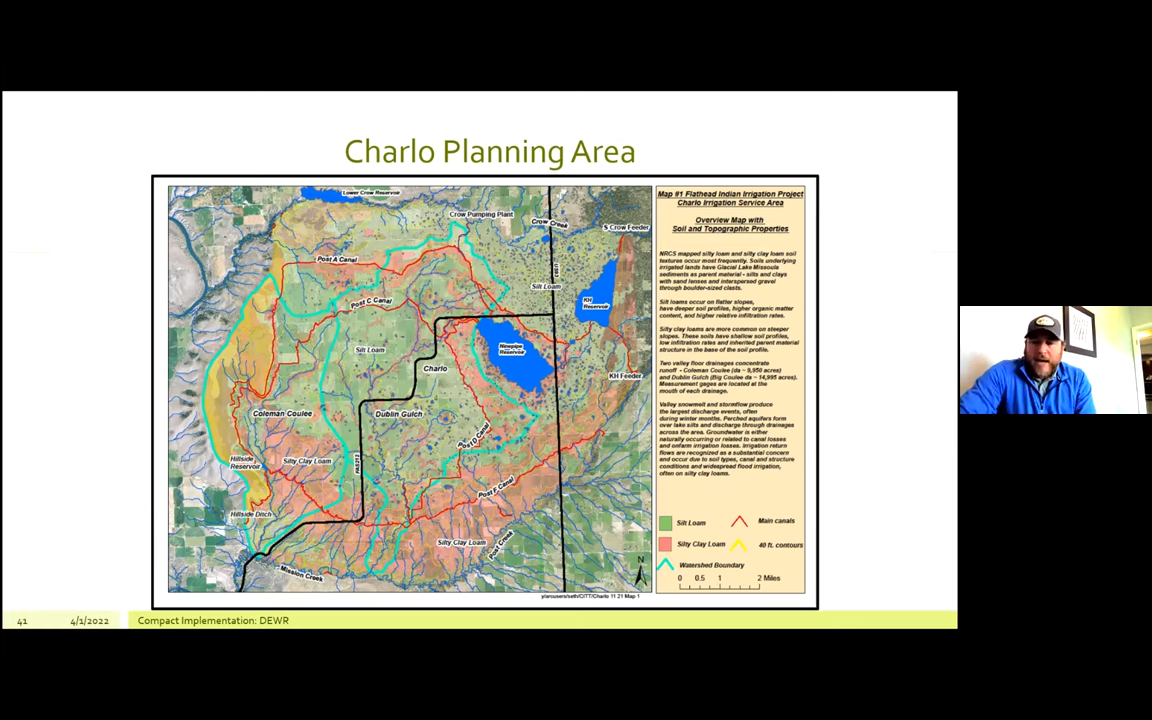 Charlo Planning Area
Lower Crow Reservoir
Crow Pumping Plant
Crow Creek
S Crow Feeder
Post A Canal
US93
Silt Loam
KH
Reservoir
Post C Canal
Silt Loam
Ninepipe
Reservoir
Charlo
KH Feeder
Coleman Coulee
Dublin Gulch
Post D Canal
Hillside
Reservoir
Silty Clay Loam
PAS212
Post F Canal
Hillside Ditch
Silty Clay Loam
Post Creek
Mission Creek
N
Map #1 Flathead Indian Irrigation Project
Charlo Irrigation Service Area
Overview Map with
Soil and Topographic Properties
NRCS mapped silty loam and silty clay loam soil
textures occur most frequently. Soils underlying
irrigated lands have Glacial Lake Missoula
sediments as parent material - silts and clays
with sand lenses and interspersed gravel
through boulder-sized clasts.
Silt loams occur on flatter slopes,
have deeper soil profiles, higher organic matter
content, and higher relative infiltration rates.
Silty clay loams are more common on steeper
slopes. These soils have shallow soil profiles,
low infiltration rates and inherited parent material
structure in the base of the soil profile.
Two valley floor drainages concentrate
runoff - Coleman Coulee (da ~ 9,950 acres)
and Dublin Gulch (Big Coulee da ~ 14,995 acres).
Measurement gages are located at the
mouth of each drainage.
Valley snowmelt and stormflow produce
the largest discharge events, often
during winter months. Perched aquifers form
over lake silts and discharge through drainages
across the area. Groundwater is either
naturally occurring or related to canal losses
and onfarm irrigation losses. Irrigation return
flows are recognized as a substantial concern
and occur due to soil types, canal and structure
conditions and widespread flood irrigation,
often on silty clay loams.
Silt Loam
Main canals
Silty Clay Loam
40 ft. contours
Watershed Boundary
0 0.5 1 2 Miles
y/arousers/seth/CITT/Charlo 11 21 Map 1
41
4/1/2022
Compact Implementation: DEWR